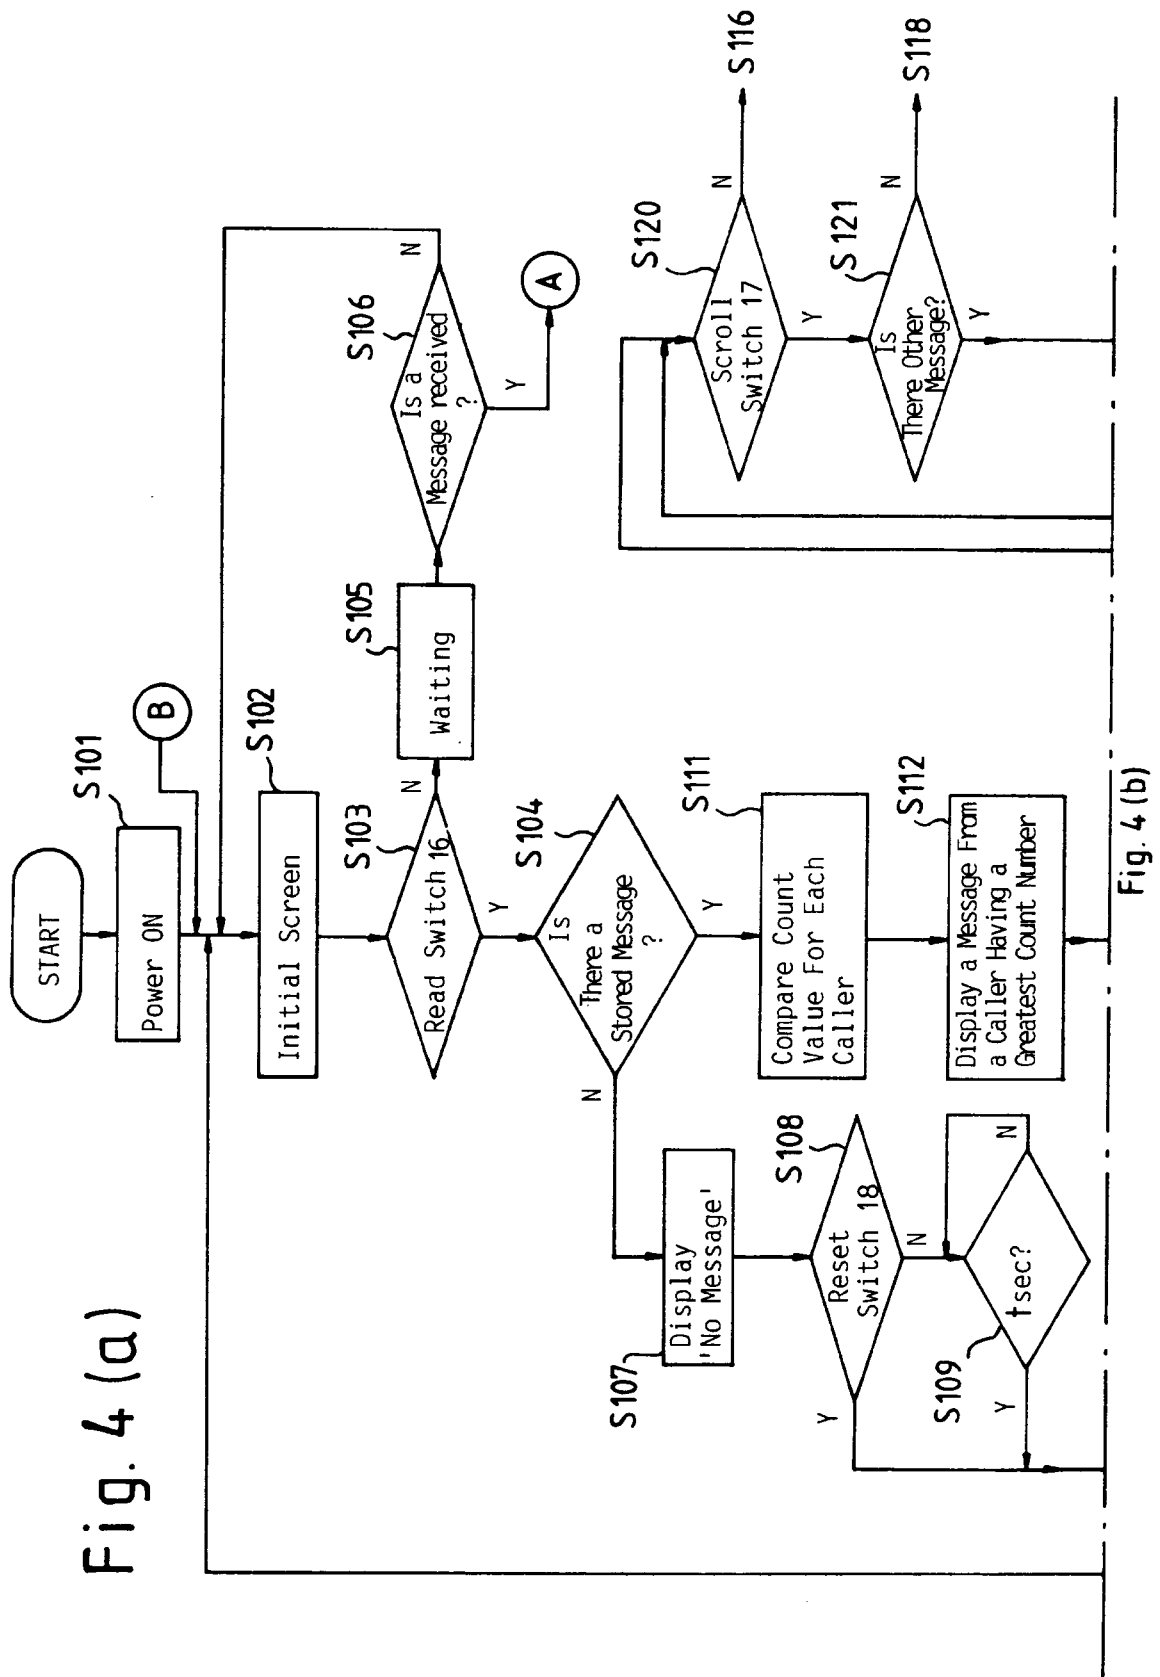 Fig. 4 (a)
START
S101
Power ON
B
S102
Initial Screen
S103
Read Switch 16
N
Y
S105
Waiting
S106
Is a
Message received
?
N
Y
A
S104
Is
There a
Stored Message
?
N
Y
S107
Display
'No Message'
S108
Reset
Switch 18
Y
N
S109
tsec?
N
Y
S111
Compare Count
Value For Each
Caller
S112
Display a Message From
a Caller Having a
Greatest Count Number
S120
Scroll
Switch 17
N
S116
Y
S121
Is
There Other
Message?
N
S118
Y
Fig. 4 (b)